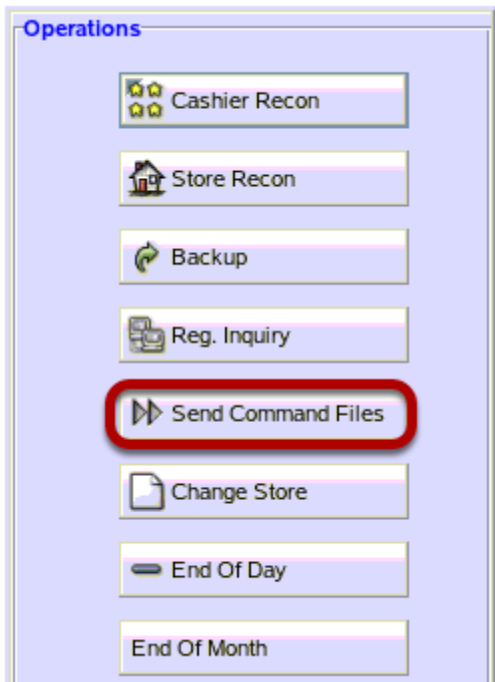 Operations
Cashier Recon
Store Recon
Backup
Reg. Inquiry
Send Command Files
Change Store
End Of Day
End Of Month